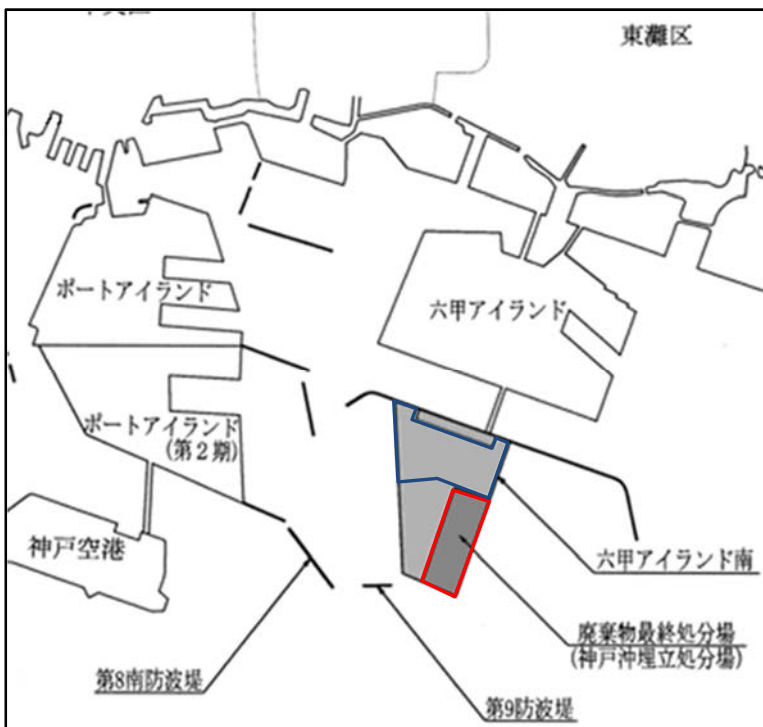 東灘区
ポートアイランド
六甲アイランド
ポートアイランド
(第２期)
神戸空港
六甲アイランド南
廃棄物最終処分場
(神戸沖埋立処分場)
第8南防波堤
第9防波堤